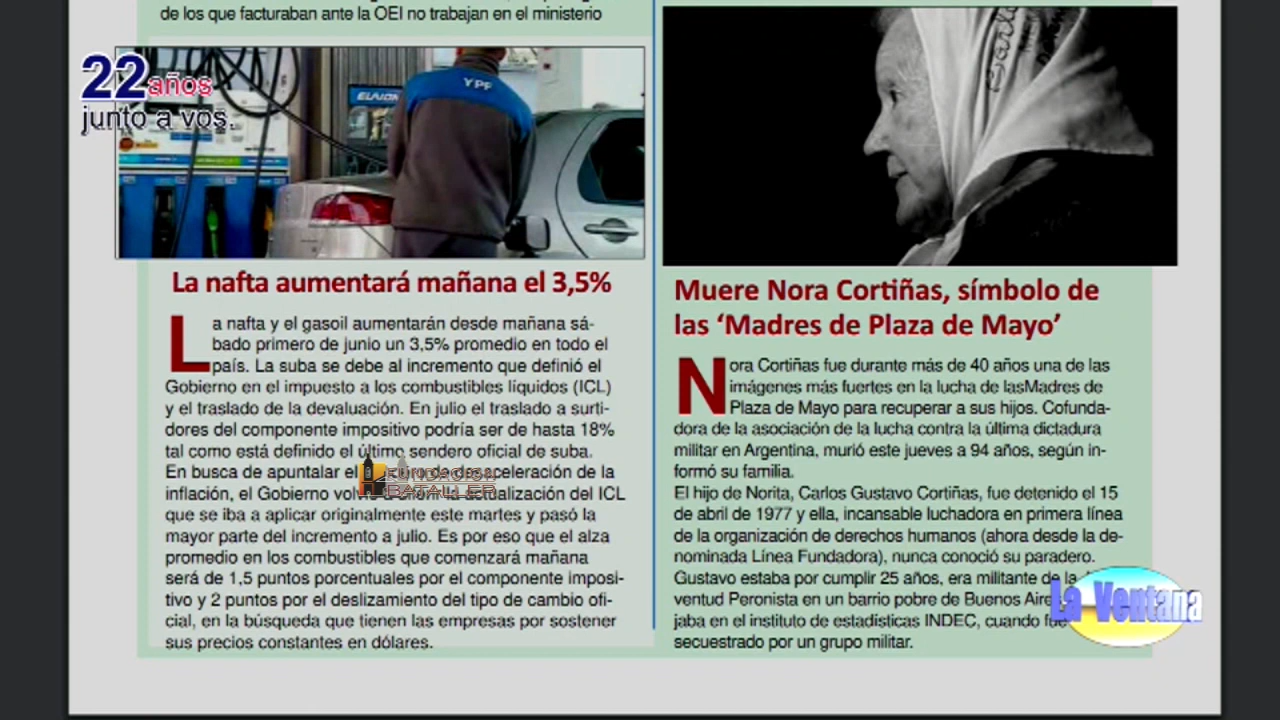 de los que facturaban ante la OEI no trabajan en el ministerio
22 años
junto a vos.
YPF
ELAION
La nafta aumentará mañana el 3,5%
La nafta y el gasoil aumentarán desde mañana sá-
bado primero de junio un 3,5% promedio en todo el
país. La suba se debe al incremento que definió el
Gobierno en el impuesto a los combustibles líquidos (ICL)
y el traslado de la devaluación. En julio el traslado a surti-
dores del componente impositivo podría ser de hasta 18%
tal como está definido el último sendero oficial de suba.
En busca de apuntalar el desaceleración de la
inflación, el Gobierno volvió a diferir la actualización del ICL
que se iba a aplicar originalmente este martes y pasó la
mayor parte del incremento a julio. Es por eso que el alza
promedio en los combustibles que comenzará mañana
será de 1,5 puntos porcentuales por el componente imposi-
tivo y 2 puntos por el deslizamiento del tipo de cambio ofi-
cial, en la búsqueda que tienen las empresas por sostener
sus precios constantes en dólares.
FUNDACION
BATALLER
Muere Nora Cortiñas, símbolo de
las ‘Madres de Plaza de Mayo’
Nora Cortiñas fue durante más de 40 años una de las
imágenes más fuertes en la lucha de lasMadres de
Plaza de Mayo para recuperar a sus hijos. Cofunda-
dora de la asociación de la lucha contra la última dictadura
militar en Argentina, murió este jueves a 94 años, según in-
formó su familia.
El hijo de Norita, Carlos Gustavo Cortiñas, fue detenido el 15
de abril de 1977 y ella, incansable luchadora en primera línea
de la organización de derechos humanos (ahora desde la de-
nominada Línea Fundadora), nunca conoció su paradero.
Gustavo estaba por cumplir 25 años, era militante de la
ventud Peronista en un barrio pobre de Buenos Aires
jaba en el instituto de estadísticas INDEC, cuando fue
secuestrado por un grupo militar.
La Ventana